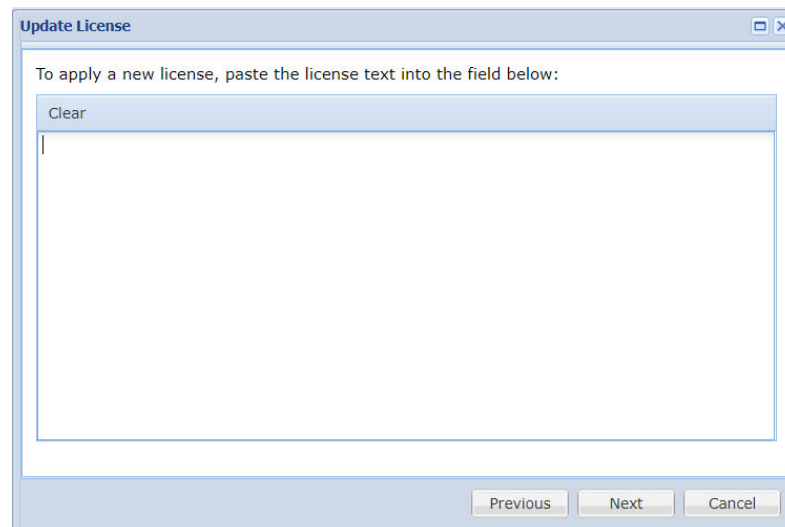 Update License
To apply a new license, paste the license text into the field below:
Clear
Previous Next Cancel